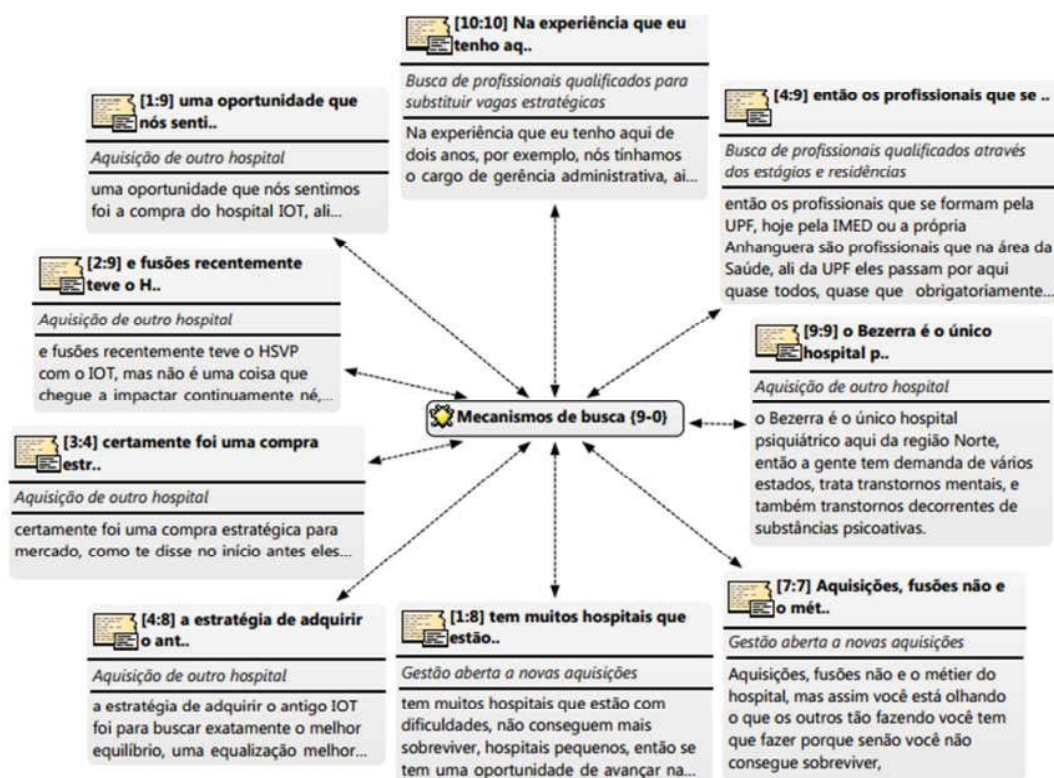 [10:10] Na experiência que eu
tenho aq..
Busca de profissionais qualificados para
substituir vagas estratégicas
Na experiência que eu tenho aqui de
dois anos, por exemplo, nós tínhamos
o cargo de gerência administrativa, ai...
[1:9] uma oportunidade que
nós senti..
Aquisição de outro hospital
uma oportunidade que nós sentimos
foi a compra do hospital IOT, ali...
[4:9] então os profissionais que se ..
Busca de profissionais qualificados através
dos estágios e residências
então os profissionais que se formam pela
UPF, hoje pela IMED ou a própria
Anhanguera são profissionais que na área da
Saúde, ali da UPF eles passam por aqui
quase todos, quase que obrigatoriamente...
[2:9] e fusões recentemente
teve o H..
Aquisição de outro hospital
e fusões recentemente teve o HSVP
com o IOT, mas não é uma coisa que
chegue a impactar continuamente né,...
[9:9] o Bezerra é o único
hospital p..
Aquisição de outro hospital
o Bezerra é o único hospital
psiquiátrico aqui da região Norte,
então a gente tem demanda de vários
estados, trata transtornos mentais, e
também transtornos decorrentes de
substâncias psicoativas.
Mecanismos de busca {9-0}
[3:4] certamente foi uma compra
estr..
Aquisição de outro hospital
certamente foi uma compra estratégica para
mercado, como te disse no início antes eles...
[4:8] a estratégia de adquirir
o ant..
Aquisição de outro hospital
a estratégia de adquirir o antigo IOT
foi para buscar exatamente o melhor
equilíbrio, uma equalização melhor...
[1:8] tem muitos hospitais que
estão..
Gestão aberta a novas aquisições
tem muitos hospitais que estão com
dificuldades, não conseguem mais
sobreviver, hospitais pequenos, então se
tem uma oportunidade de avançar na...
[7:7] Aquisições, fusões não e
o mét..
Gestão aberta a novas aquisições
Aquisições, fusões não e o métier do
hospital, mas assim você está olhando
o que os outros tão fazendo você tem
que fazer porque senão você não
consegue sobreviver,